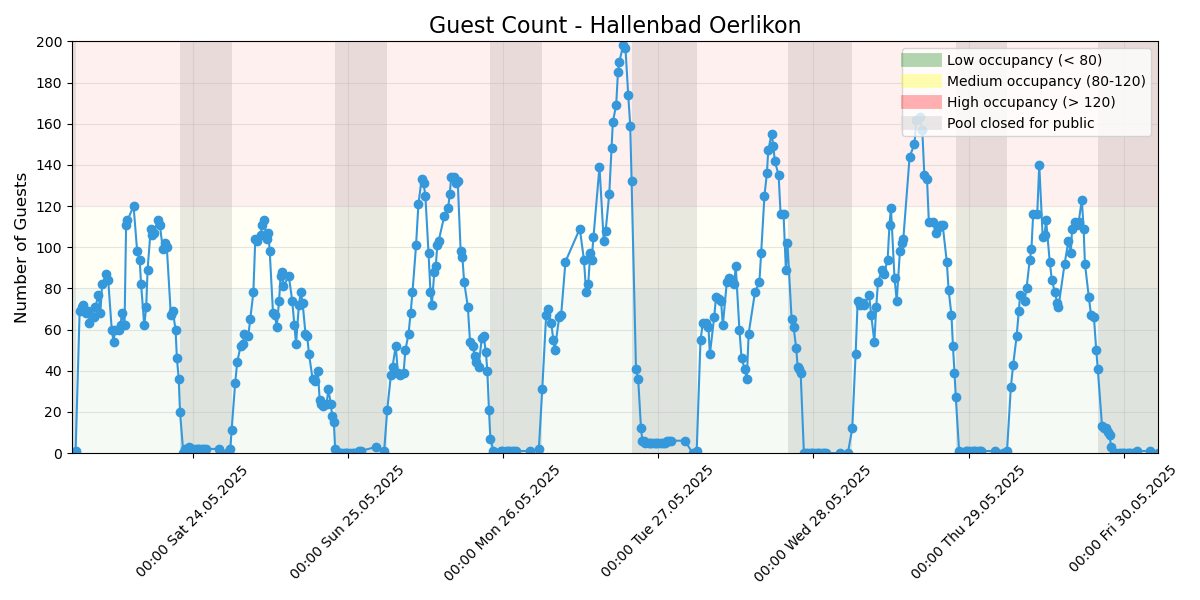 Guest Count - Hallenbad Oerlikon
Number of Guests
200
180
160
140
120
100
80
60
40
20
0
Low occupancy (< 80)
Medium occupancy (80-120)
High occupancy (> 120)
Pool closed for public
00:00 Sat 24.05.2025
00:00 Sun 25.05.2025
00:00 Mon 26.05.2025
00:00 Tue 27.05.2025
00:00 Wed 28.05.2025
00:00 Thu 29.05.2025
00:00 Fri 30.05.2025